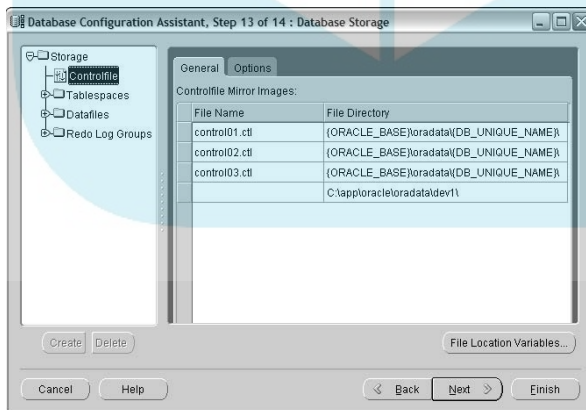 Database Configuration Assistant, Step 13 of 14 : Database Storage
Storage
Controlfile
Tablespaces
Datafiles
Redo Log Groups
General Options
Controlfile Mirror Images:
File Name File Directory
control01.ctl {ORACLE_BASE}\oradata\{DB_UNIQUE_NAME}\
control02.ctl {ORACLE_BASE}\oradata\{DB_UNIQUE_NAME}\
control03.ctl {ORACLE_BASE}\oradata\{DB_UNIQUE_NAME}\
C:\app\oracle\oradata\dev1\
Create Delete File Location Variables...
Cancel Help Back Next Finish